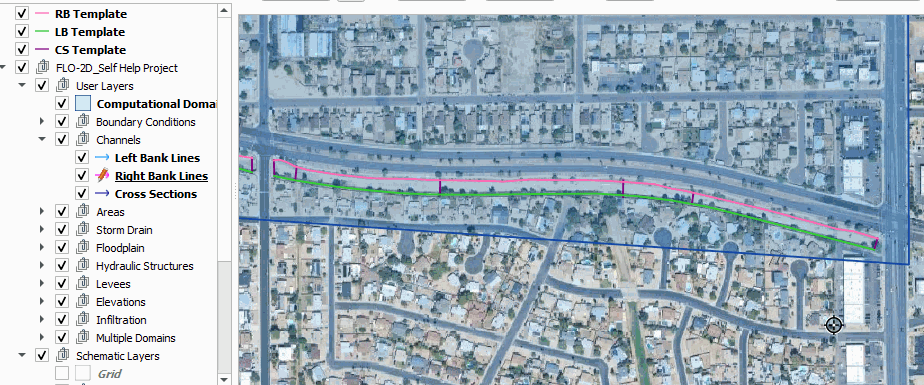 RB Template
LB Template
CS Template
FLO-2D_Self Help Project
User Layers
Computational Domai
Boundary Conditions
Channels
Left Bank Lines
Right Bank Lines
Cross Sections
Areas
Storm Drain
Floodplain
Hydraulic Structures
Levees
Elevations
Infiltration
Multiple Domains
Schematic Layers
Grid